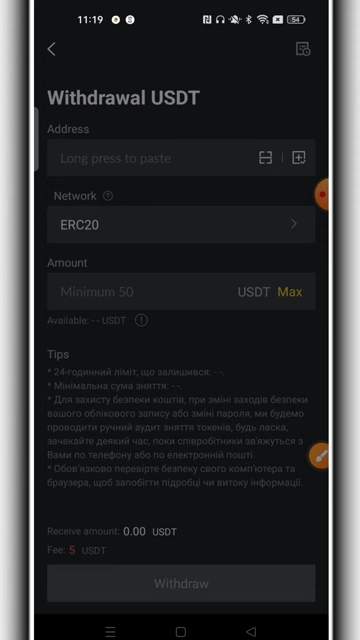 11:19
54
Withdrawal USDT
Address
Long press to paste
Network
ERC20
Amount
Minimum 50 USDT Max
Available: - - USDT
Tips
* 24-годинний ліміт, що залишився: - -.
* Мінімальна сума зняття: - -.
* Для захисту безпеки коштів, при зміні заходів безпеки
вашого облікового запису або зміні пароля, ми будемо
проводити ручний аудит зняття токенів, будь ласка,
зачекайте деякий час, поки співробітники зв'яжуться з
Вами по телефону або по електронній пошті.
* Обов'язково перевірте безпеку свого комп'ютера та
браузера, щоб запобігти підробці чи витоку інформації.
Receive amount: 0.00 USDT
Fee: 5 USDT
Withdraw